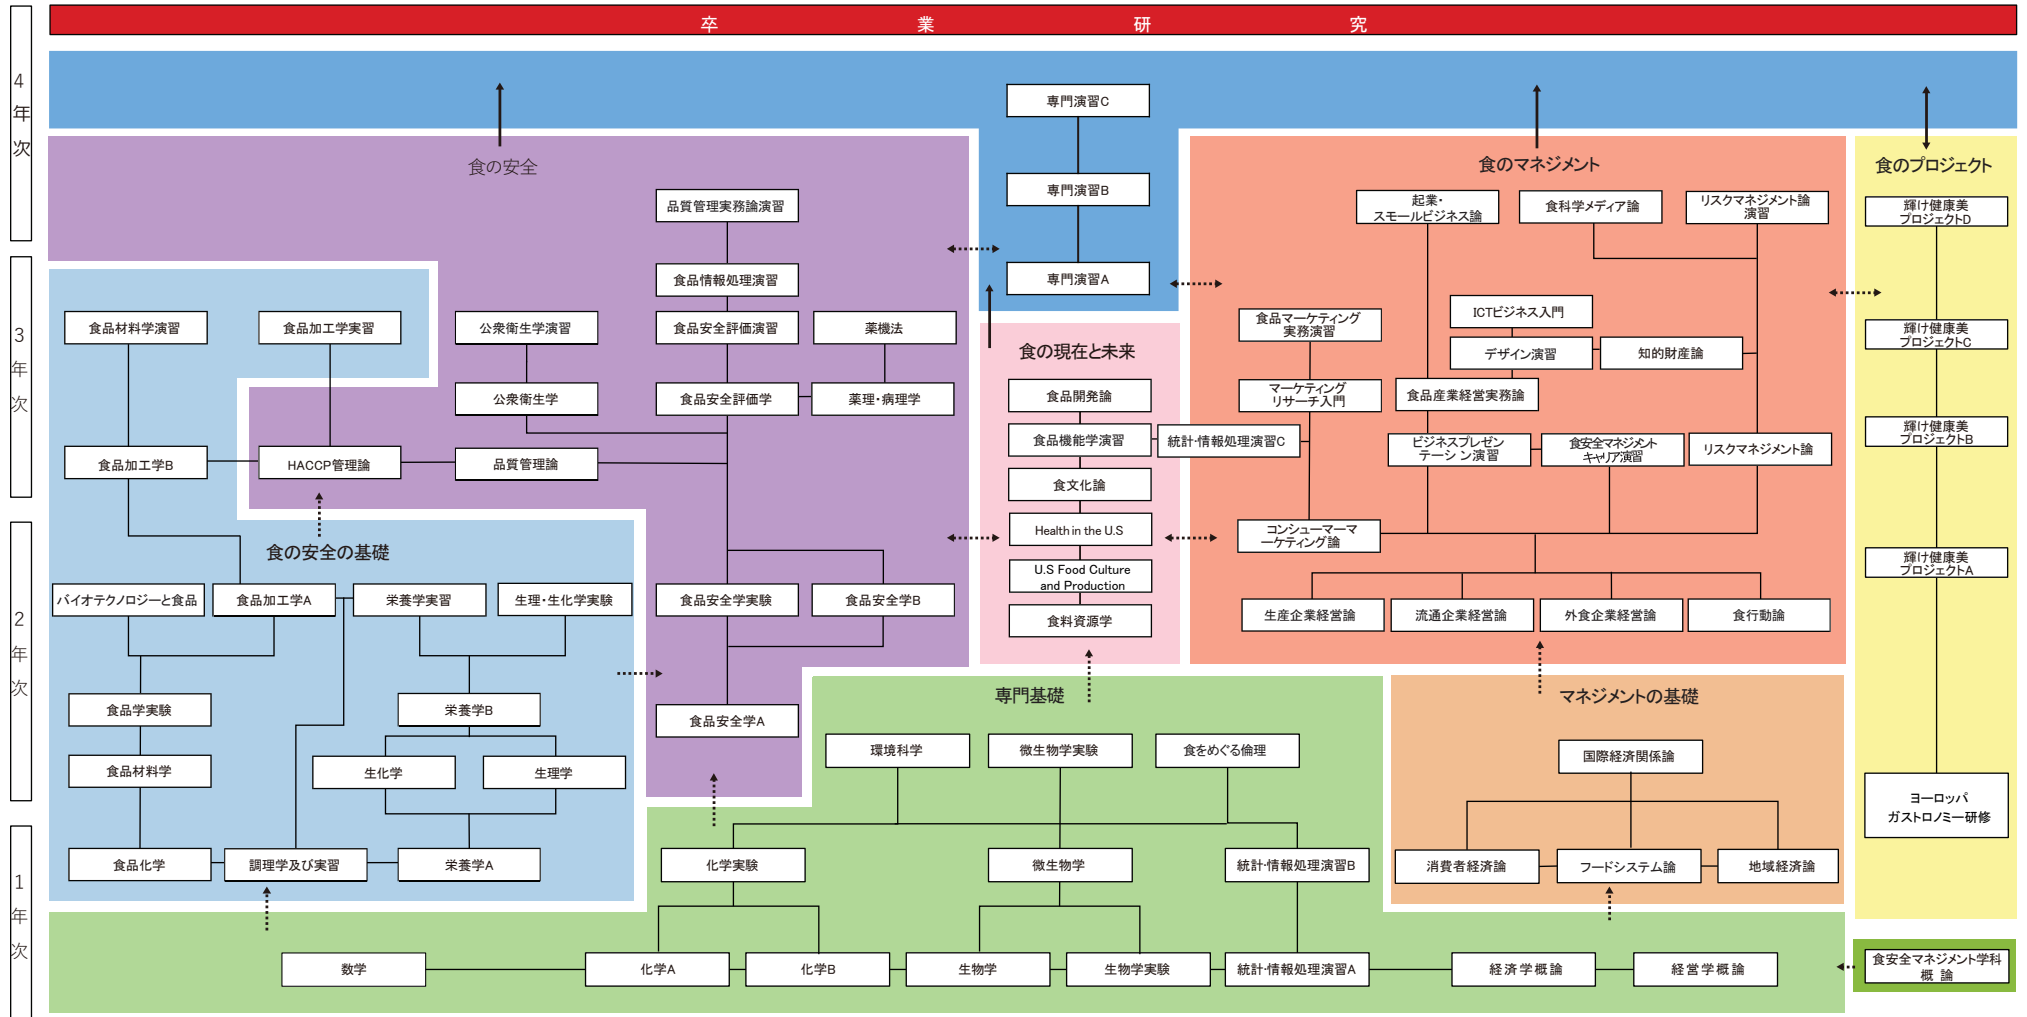 卒業研究
4年次
3年次
2年次
1年次
専門演習C
専門演習B
専門演習A
食の安全
品質管理実務論演習
食品情報処理演習
公衆衛生学演習
食品安全評価演習
薬機法
公衆衛生学
食品安全評価学
薬理・病理学
HACCP管理論
品質管理論
食品安全学実験
食品安全学B
食品安全学A
食品材料学演習
食品加工学実習
食品加工学B
食の安全の基礎
バイオテクノロジーと食品
食品加工学A
栄養学実習
生理・生化学実験
食品学実験
栄養学B
食品材料学
生化学
生理学
食品化学
調理学及び実習
栄養学A
食の現在と未来
食品開発論
食品機能学演習
統計・情報処理演習C
食文化論
Health in the U.S
U.S Food Culture
and Production
食料資源学
食のマネジメント
起業・
スモールビジネス論
食科学メディア論
リスクマネジメント論
演習
食品マーケティング
実務演習
ICTビジネス入門
デザイン演習
知的財産論
マーケティング
リサーチ入門
食品産業経営実務論
ビジネスプレゼン
テーション演習
食安全マネジメント
キャリア演習
リスクマネジメント論
コンシューマーマ
ーケティング論
生産企業経営論
流通企業経営論
外食企業経営論
食行動論
食のプロジェクト
輝け健康美
プロジェクトD
輝け健康美
プロジェクトC
輝け健康美
プロジェクトB
輝け健康美
プロジェクトA
ヨーロッパ
ガストロノミー研修
専門基礎
環境科学
微生物学実験
食をめぐる倫理
化学実験
微生物学
統計・情報処理演習B
数学
化学A
化学B
生物学
生物学実験
統計・情報処理演習A
経済学概論
経営学概論
マネジメントの基礎
国際経済関係論
消費者経済論
フードシステム論
地域経済論
食安全マネジメント学科
概 論